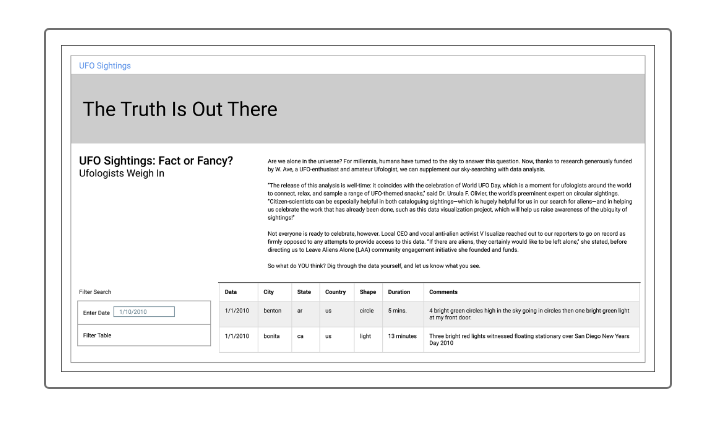 UFO Sightings
The Truth Is Out There
UFO Sightings: Fact or Fancy?
Ufologists Weigh In
Are we alone in the universe? For millennia, humans have turned to the sky to answer this question. Now, thanks to research generously funded
by W. Ave, a UFO-enthusiast and amateur Ufologist, we can supplement our sky-searching with data analysis.
"The release of this analysis is well-time: it coincides with the celebration of World UFO Day, which is a moment for ufologists around the world
to connect, relax, and sample a range of UFO-themed snacks," said Dr. Ursula F. Olivier, the world's preeminent expert on circular sightings.
"Citizen-scientists can be especially helpful in both cataloguing sightings—which is hugely helpful for us in our search for aliens—and in helping
us celebrate the work that has already been done, such as this data visualization project, which will help us raise awareness of the ubiquity of
sightings!"
Not everyone is ready to celebrate, however. Local CEO and vocal anti-alien activist V Isualize reached out to our reporters to go on record as
firmly opposed to any attempts to provide access to this data. "If there are aliens, they certainly would like to be left alone," she stated, before
directing us to Leave Aliens Alone (LAA) community engagement initiative she founded and funds.
So what do YOU think? Dig through the data yourself, and let us know what you see.
Filter Search
Enter Date 1/10/2010
Filter Table
Date City State Country Shape Duration Comments
1/1/2010 benton ar us circle 5 mins. 4 bright green circles high in the sky going in circles then one bright green light
at my front door.
1/1/2010 bonita ca us light 13 minutes Three bright red lights witnessed floating stationary over San Diego New Years
Day 2010